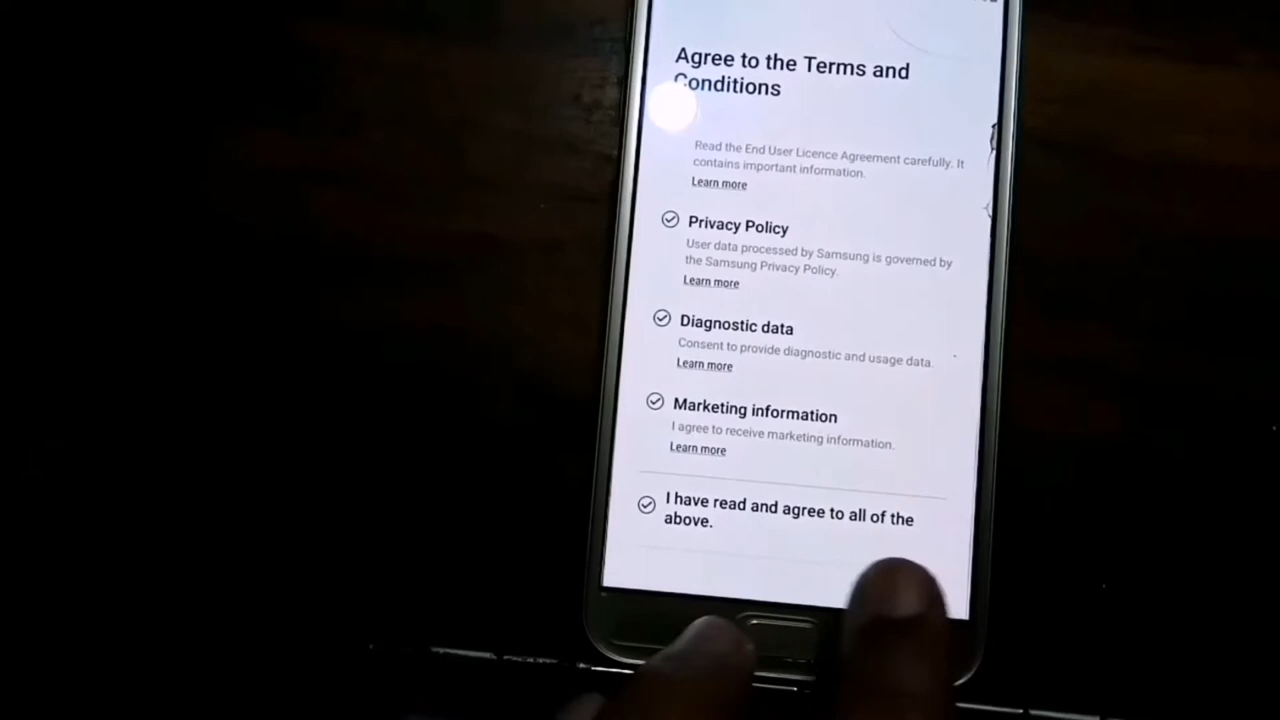 Agree to the Terms and
Conditions
Read the End User Licence Agreement carefully. It
contains important information.
Learn more
Privacy Policy
User data processed by Samsung is governed by
the Samsung Privacy Policy.
Learn more
Diagnostic data
Consent to provide diagnostic and usage data.
Learn more
Marketing information
I agree to receive marketing information.
Learn more
I have read and agree to all of the
above.